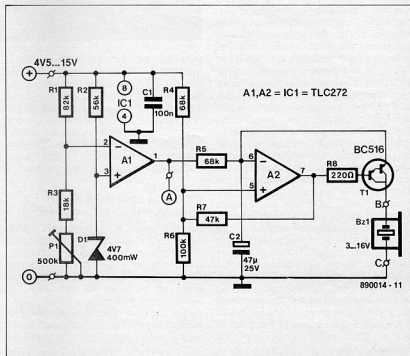 4V5...15V
R1
82k
R2
56k
8
IC1
4
C1
100n
R4
68k
A1,A2 = IC1 = TLC272
2
A1
1
3
R5
68k
6
A2
7
5
R8
220Ω
BC516
T1
A
R3
18k
R7
47k
B
Bz1
3...16V
C
P1
500k
D1
4V7
400mW
R6
100k
C2
47µ
25V
0
890014 - 11